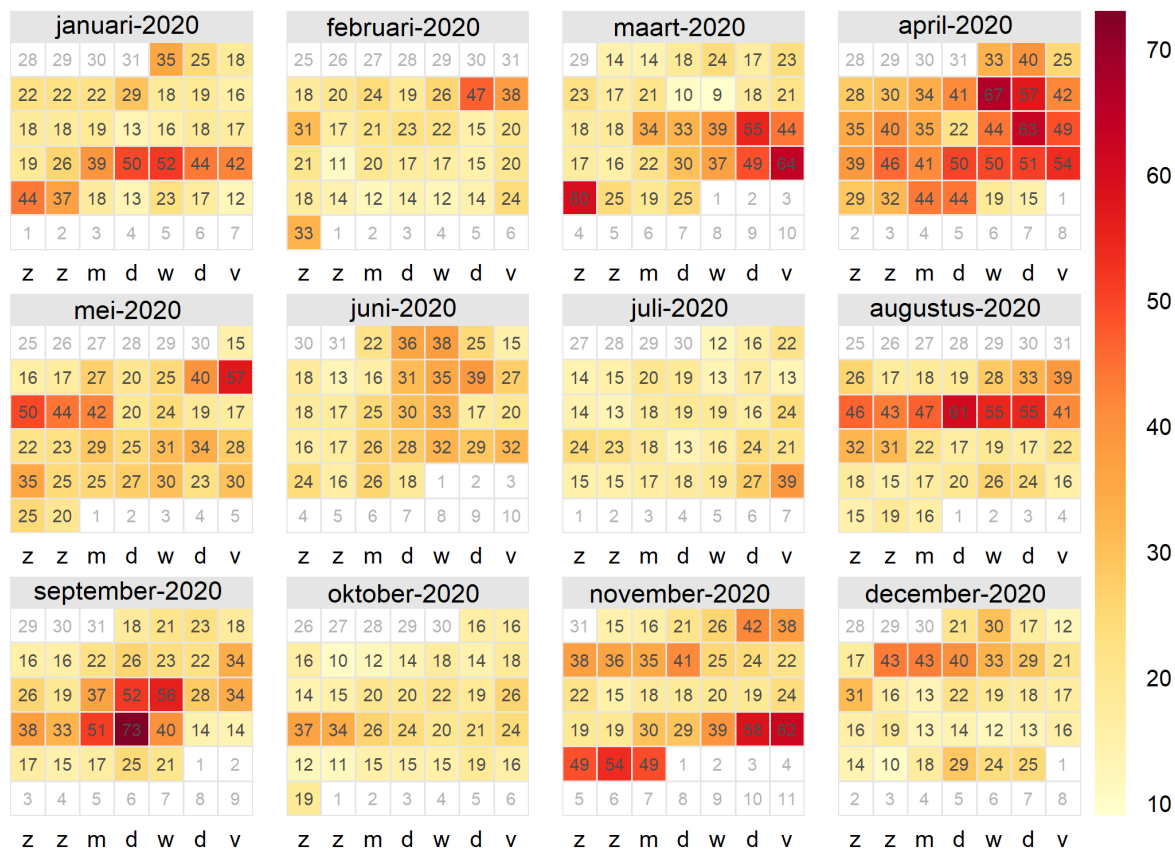 januari-2020 februari-2020 maart-2020 april-2020
28 29 30 31 35 25 18 25 26 27 28 29 30 31 29 14 14 18 24 17 23 28 29 30 31 33 40 25 70
22 22 22 29 18 19 16 18 20 24 19 26 47 38 23 17 21 10 9 18 21 28 30 34 41 67 57 42
18 18 19 13 16 18 17 31 17 21 23 22 15 20 18 18 34 33 39 55 44 35 40 35 22 44 63 49
19 26 39 50 52 44 42 21 11 20 17 17 15 20 17 16 22 30 37 49 64 39 46 41 50 50 51 54 60
44 37 18 13 23 17 12 18 14 12 14 12 14 24 60 25 19 25 1 2 3 29 32 44 44 19 15 1
1 2 3 4 5 6 7 33 1 2 3 4 5 6 4 5 6 7 8 9 10 2 3 4 5 6 7 8
z z m d w d v z z m d w d v z z m d w d v z z m d w d v
mei-2020 juni-2020 juli-2020 augustus-2020 50
25 26 27 28 29 30 15 30 31 22 36 38 25 15 27 28 29 30 12 16 22 25 26 27 28 29 30 31
16 17 27 20 25 40 57 18 13 16 31 35 39 27 14 15 20 19 13 17 13 26 17 18 19 28 33 39
50 44 42 20 24 19 17 18 17 25 30 33 17 20 14 13 18 19 19 16 24 46 43 47 61 55 55 41 40
22 23 29 25 31 34 28 16 17 26 28 32 29 32 24 23 18 13 16 24 21 32 31 22 17 19 17 22
35 25 25 27 30 23 30 24 16 26 18 1 2 3 15 15 17 18 19 27 39 18 15 17 20 26 24 16
25 20 1 2 3 4 5 4 5 6 7 8 9 10 1 2 3 4 5 6 7 15 19 16 1 2 3 4
z z m d w d v z z m d w d v z z m d w d v z z m d w d v 30
september-2020 oktober-2020 november-2020 december-2020
29 30 31 18 21 23 18 26 27 28 29 30 16 16 31 15 16 21 26 42 38 28 29 30 21 30 17 12
16 16 22 26 23 22 34 16 10 12 14 18 14 18 38 36 35 41 25 24 22 17 43 43 40 33 29 21
26 19 37 52 56 28 34 14 15 20 20 22 19 26 22 15 18 18 20 19 24 31 16 13 22 19 18 17 20
38 33 51 73 40 14 14 37 34 26 24 20 21 24 19 19 30 29 39 58 62 16 19 13 14 12 13 16
17 15 17 25 21 1 2 12 11 15 15 15 19 16 49 54 49 1 2 3 4 14 10 18 29 24 25 1
3 4 5 6 7 8 9 19 1 2 3 4 5 6 5 6 7 8 9 10 11 2 3 4 5 6 7 8 10
z z m d w d v z z m d w d v z z m d w d v z z m d w d v